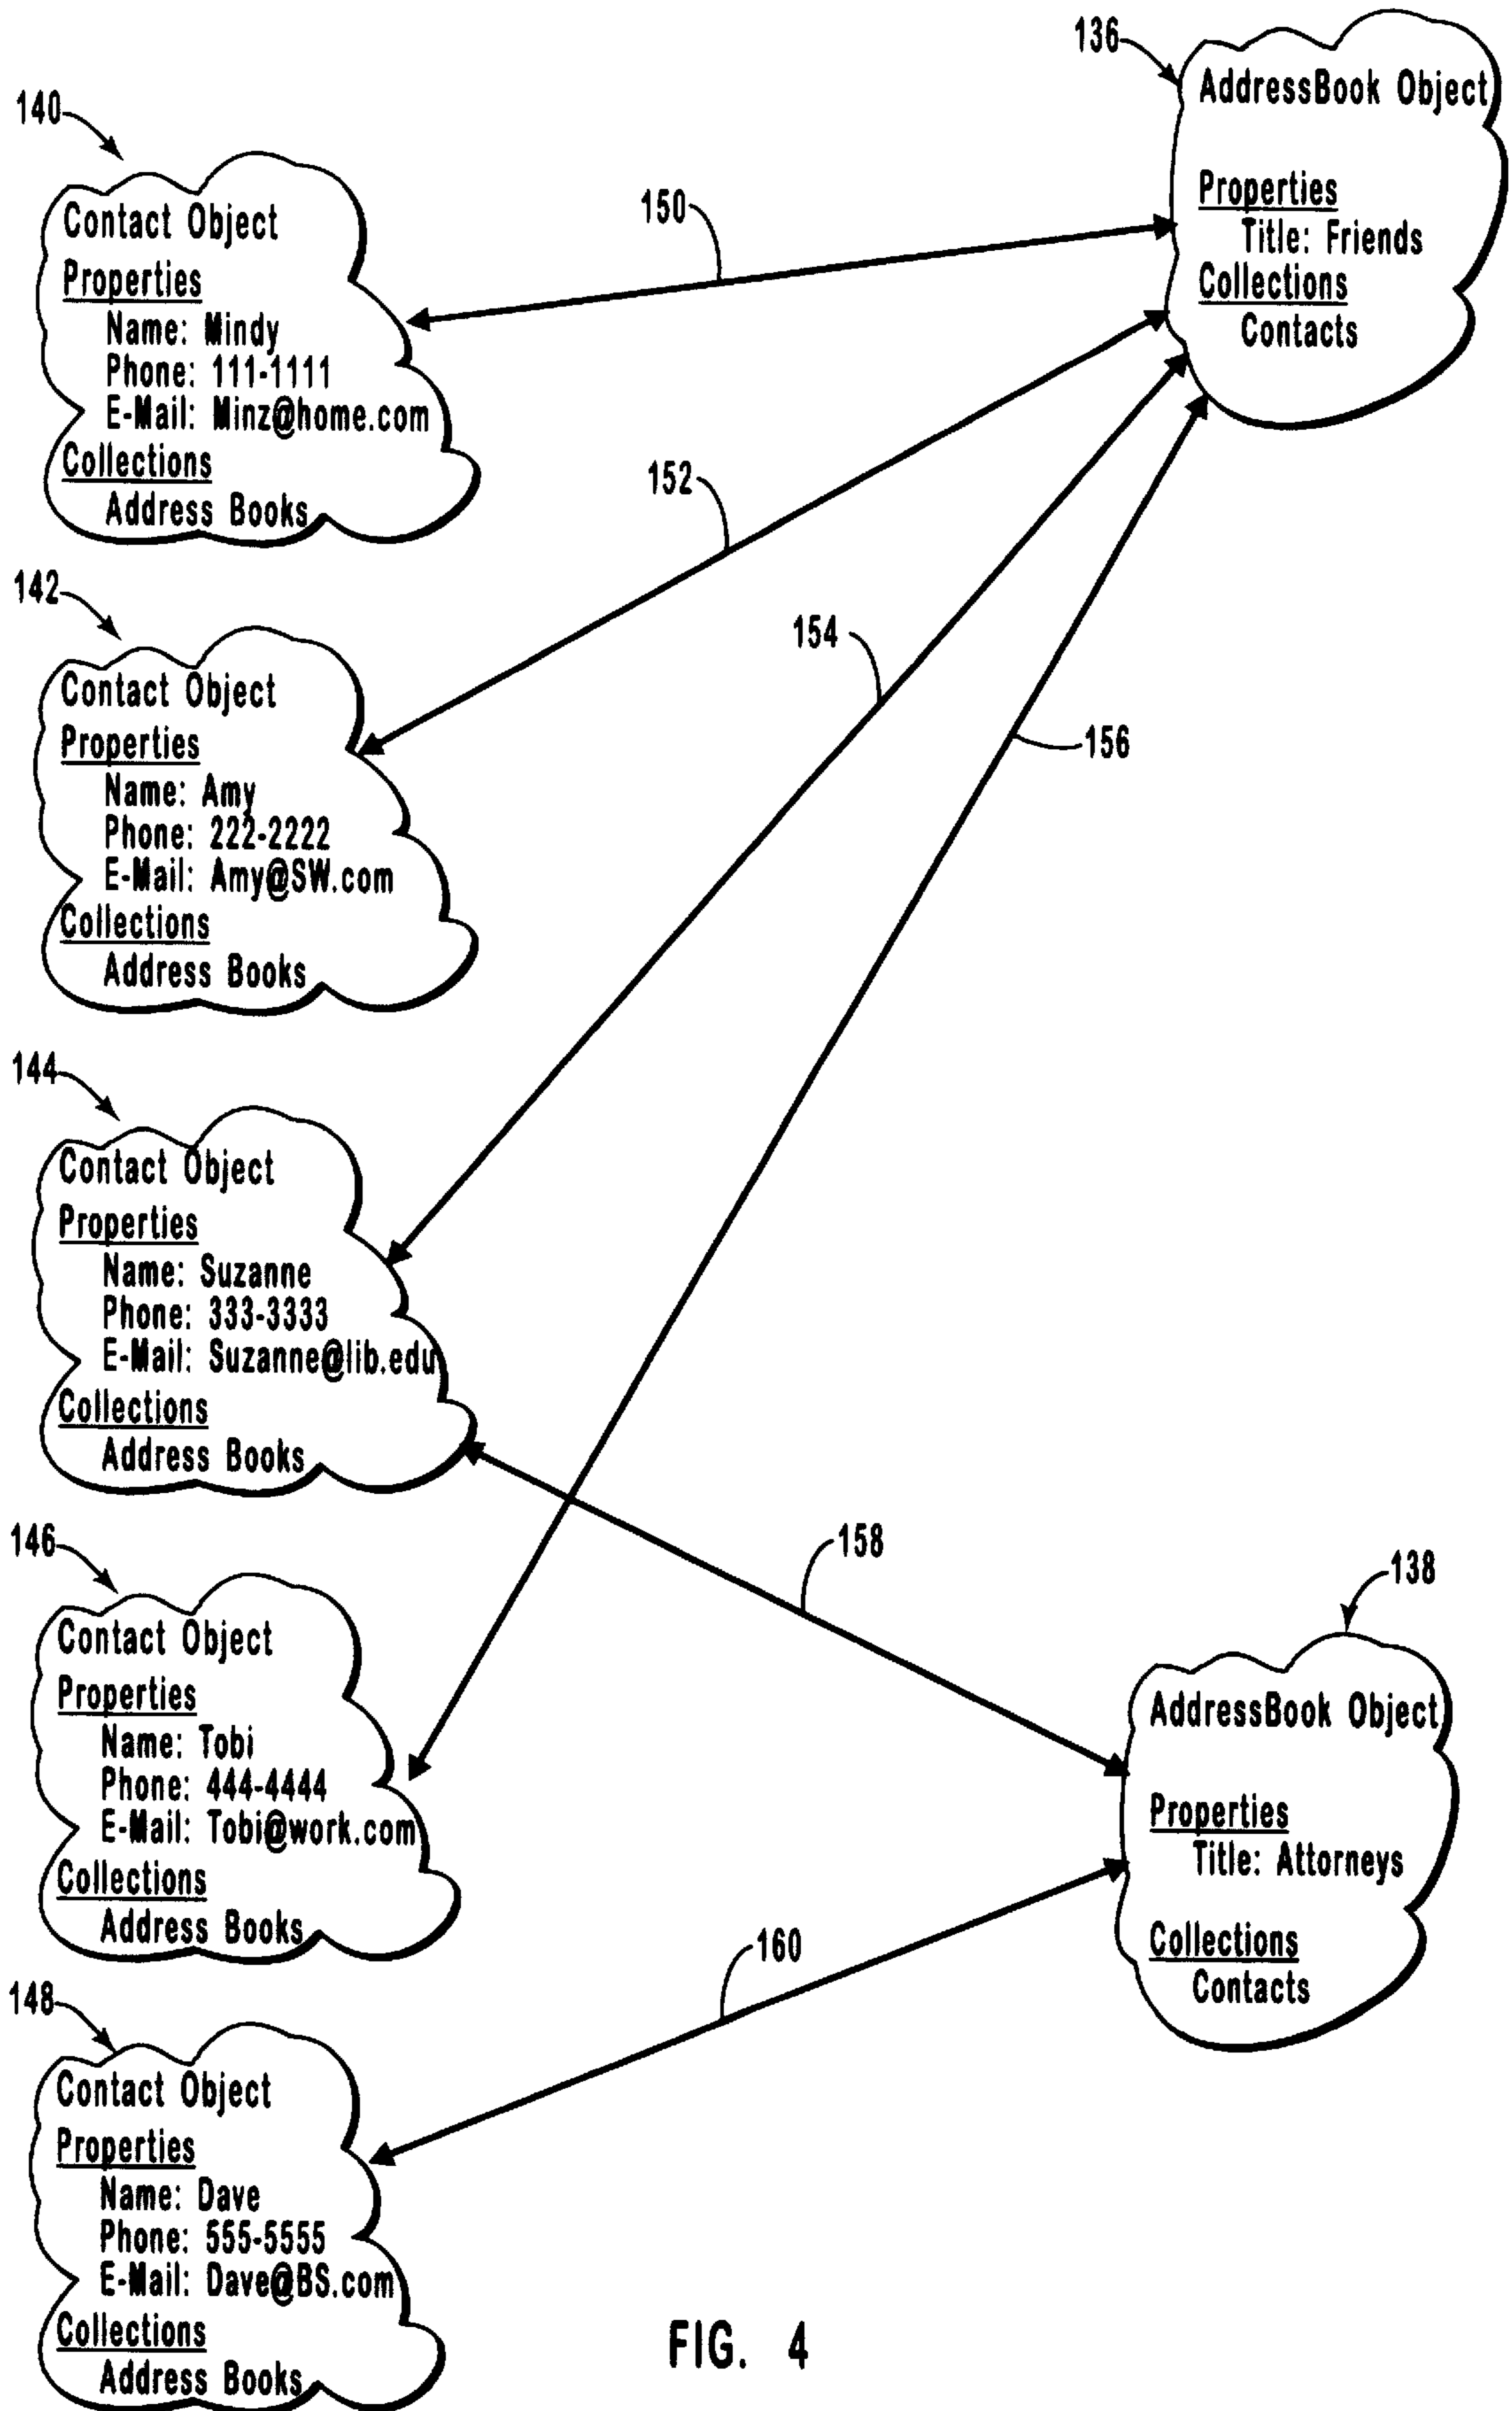 136
AddressBook Object
Properties
Title: Friends
Collections
Contacts
140
Contact Object
Properties
Name: Mindy
Phone: 111-1111
E-Mail: Minz@home.com
Collections
Address Books
150
152
142
Contact Object
Properties
Name: Amy
Phone: 222-2222
E-Mail: Amy@SW.com
Collections
Address Books
154
156
144
Contact Object
Properties
Name: Suzanne
Phone: 333-3333
E-Mail: Suzanne@lib.edu
Collections
Address Books
158
146
Contact Object
Properties
Name: Tobi
Phone: 444-4444
E-Mail: Tobi@work.com
Collections
Address Books
138
AddressBook Object
Properties
Title: Attorneys
Collections
Contacts
160
148
Contact Object
Properties
Name: Dave
Phone: 555-5555
E-Mail: Dave@BS.com
Collections
Address Books
FIG. 4